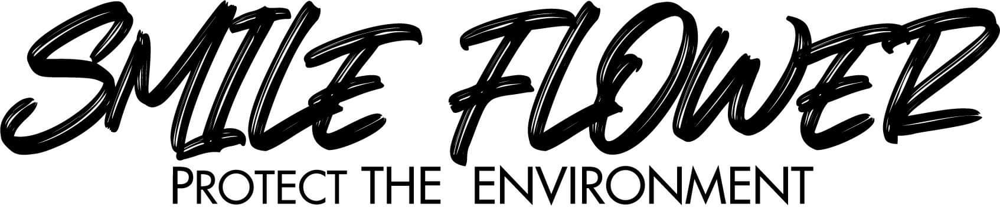 SMILE FLOWER
PROTECT THE ENVIRONMENT